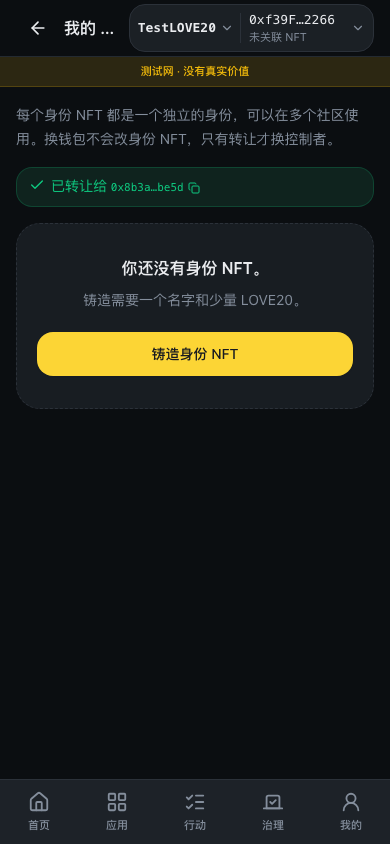 我的 ...
TestLOVE20
0xf39F…2266
未关联 NFT
测试网 · 没有真实价值
每个身份 NFT 都是一个独立的身份，可以在多个社区使
用。换钱包不会改身份 NFT，只有转让才换控制者。
已转让给 0x8b3a…be5d
你还没有身份 NFT。
铸造需要一个名字和少量 LOVE20。
铸造身份 NFT
首页
应用
行动
治理
我的